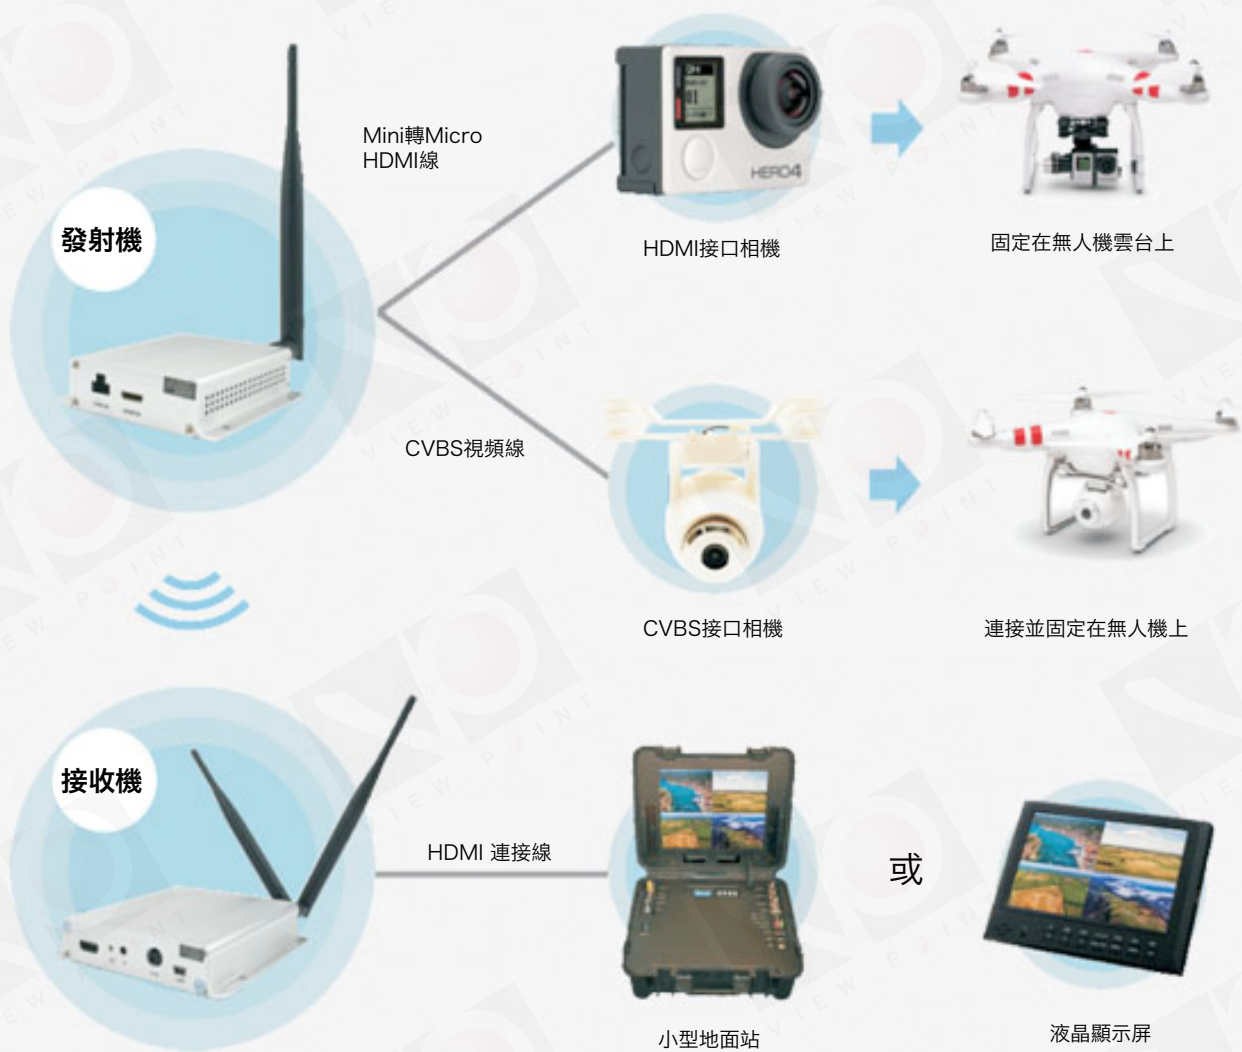 Mini轉Micro
HDMI線
發射機
HERO4
HDMI接口相機
固定在無人機雲台上
CVBS視頻線
CVBS接口相機
連接並固定在無人機上
接收機
HDMI 連接線
或
小型地面站
液晶顯示屏
VIEW POINT